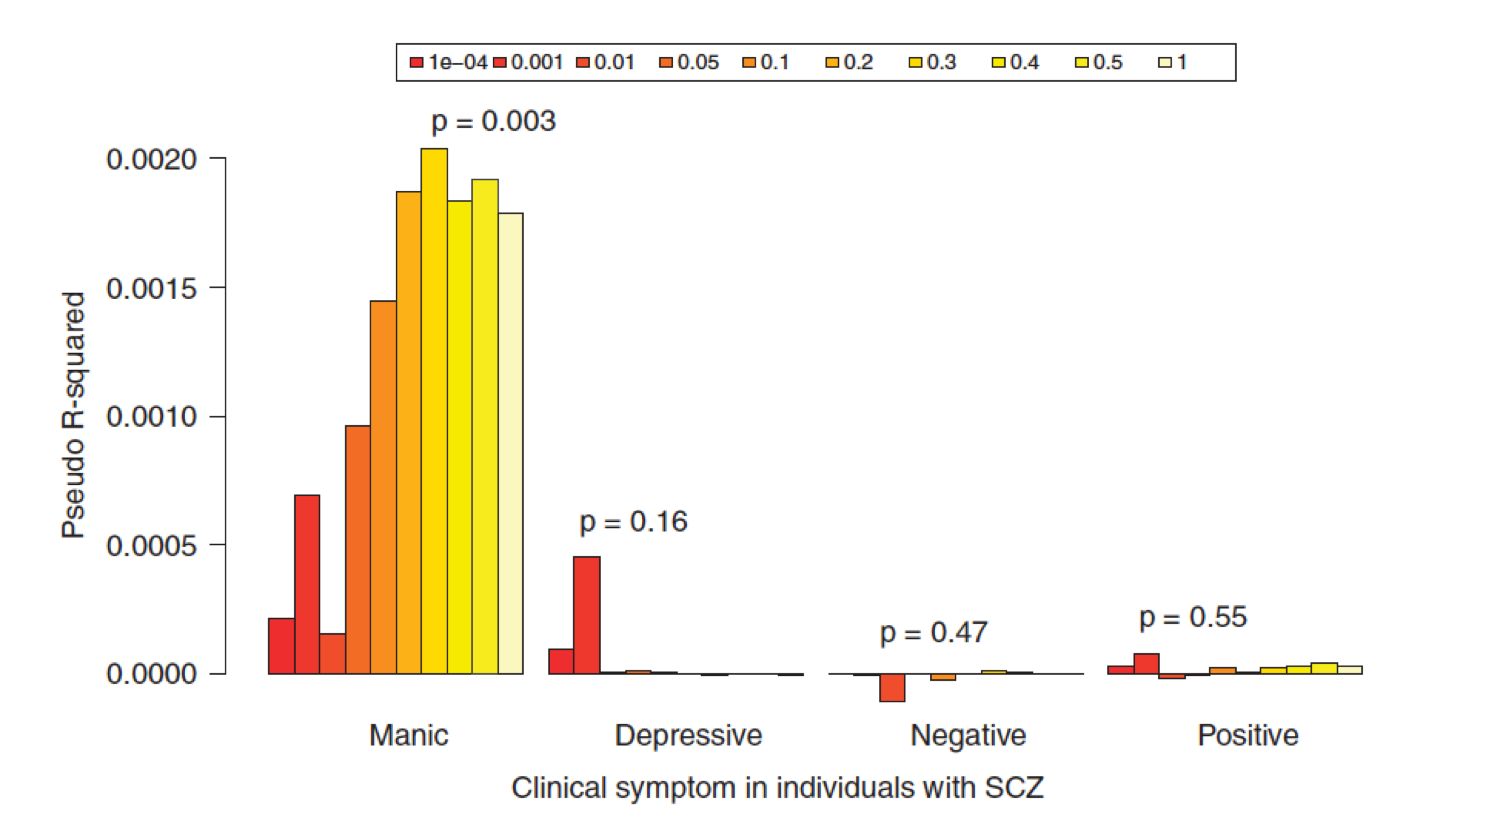 1e−04 0.001 0.01 0.05 0.1 0.2 0.3 0.4 0.5 1
p = 0.003
0.0020
0.0015
0.0010
0.0005
0.0000
Pseudo R-squared
p = 0.16
p = 0.47
p = 0.55
Manic Depressive Negative Positive
Clinical symptom in individuals with SCZ